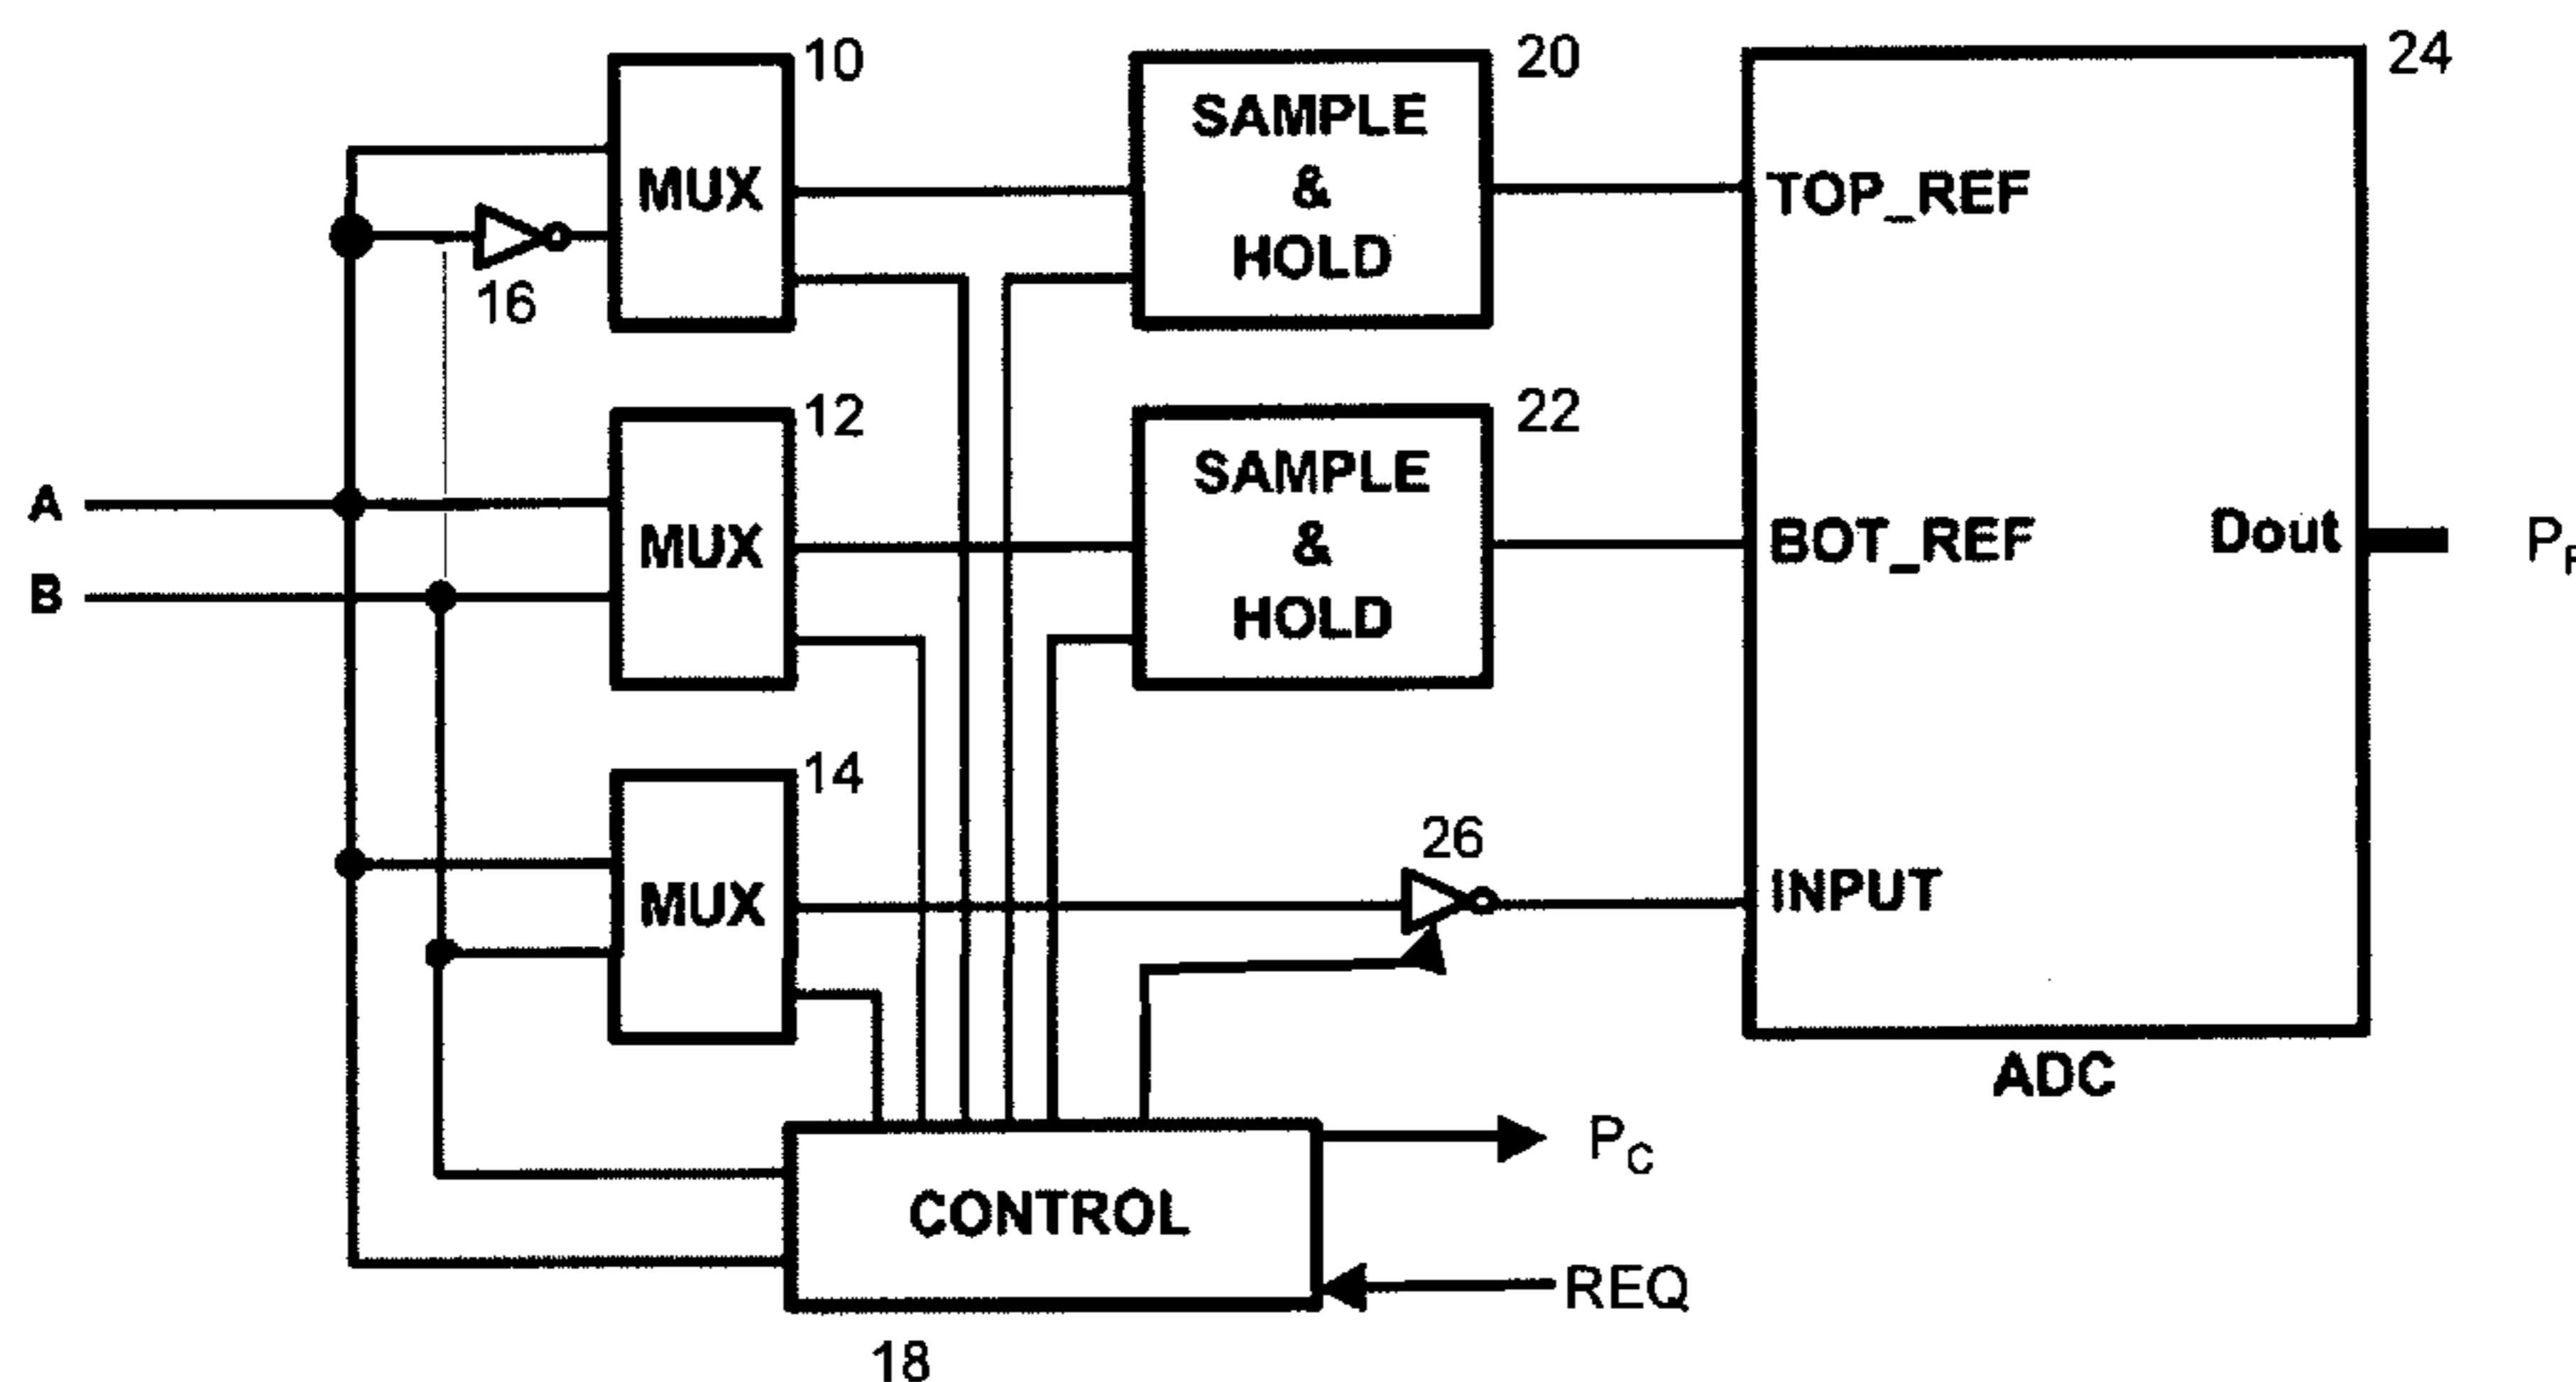 10
20
24
MUX
SAMPLE
&
HOLD
TOP_REF
16
12
22
A
B
MUX
SAMPLE
&
HOLD
BOT_REF
Dout
14
26
MUX
INPUT
ADC
CONTROL
P_C
REQ
18